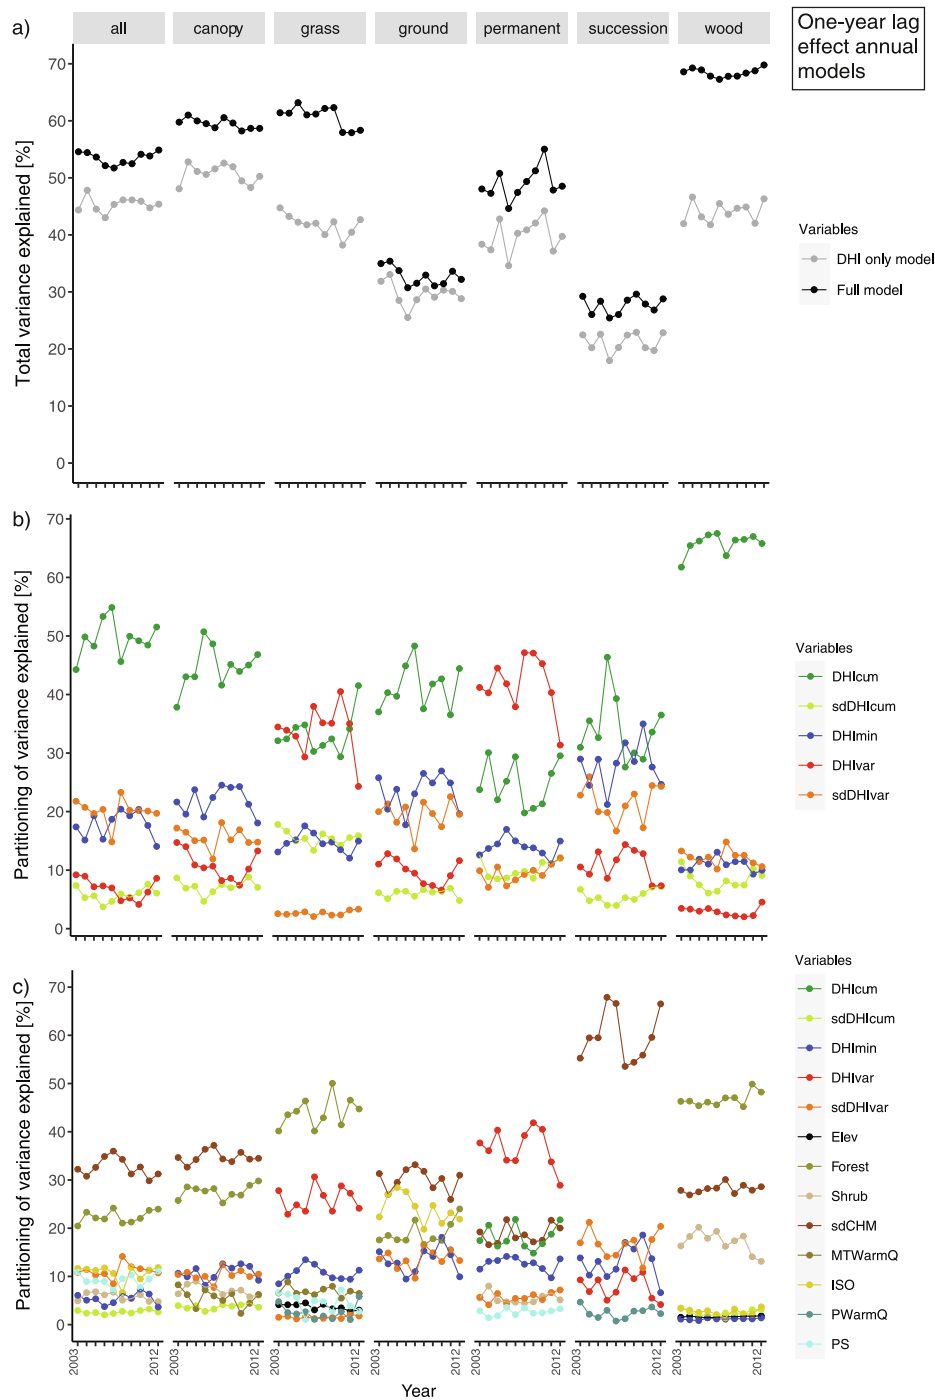 a)
all canopy grass ground permanent succession wood
One-year lag
effect annual
models
Total variance explained [%]
70
60
50
40
30
20
10
0
Variables
DHI only model
Full model
b)
Partitioning of variance explained [%]
70
60
50
40
30
20
10
0
Variables
DHIcum
sdDHIcum
DHImin
DHIvar
sdDHIvar
c)
Partitioning of variance explained [%]
70
60
50
40
30
20
10
0
Variables
DHIcum
sdDHIcum
DHImin
DHIvar
sdDHIvar
Elev
Forest
Shrub
sdCHM
MTWarmQ
ISO
PWarmQ
PS
2003 2012 2003 2012 2003 2012 2003 2012 2003 2012 2003 2012 2003 2012
Year